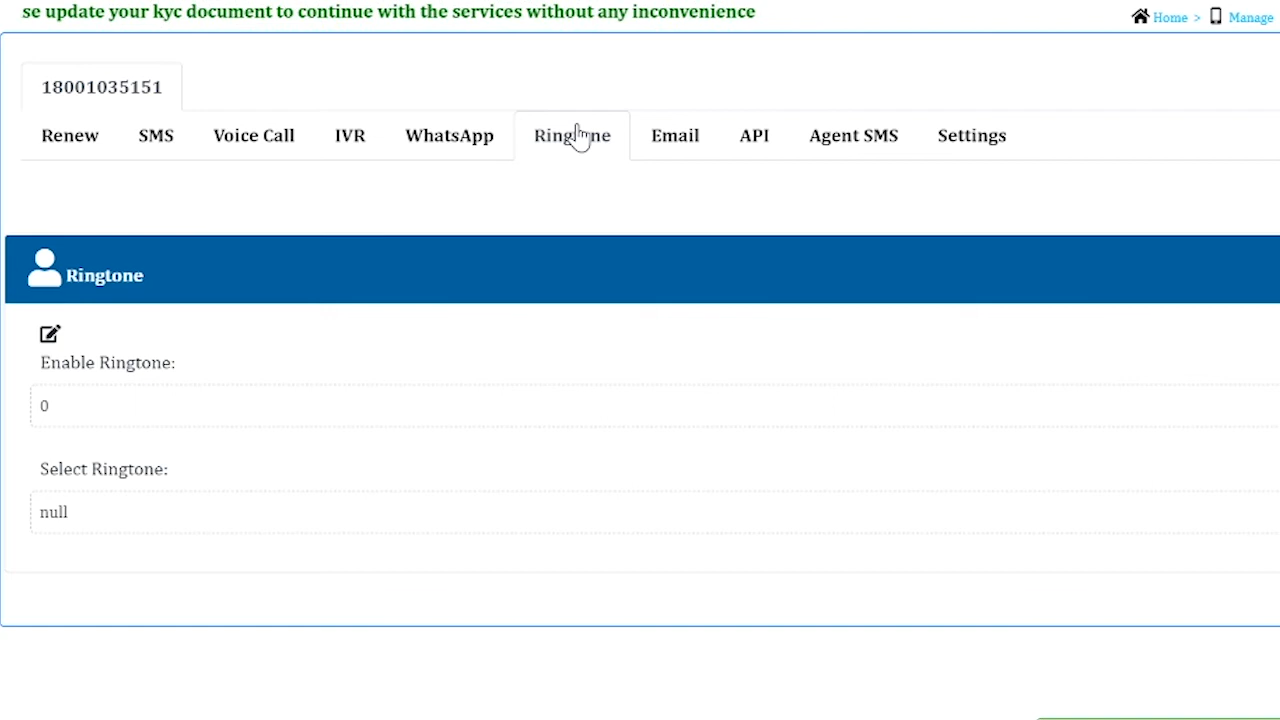 se update your kyc document to continue with the services without any inconvenience
Home > Manage
18001035151
Renew SMS Voice Call IVR WhatsApp Ringtone Email API Agent SMS Settings
Ringtone
Enable Ringtone:
0
Select Ringtone:
null